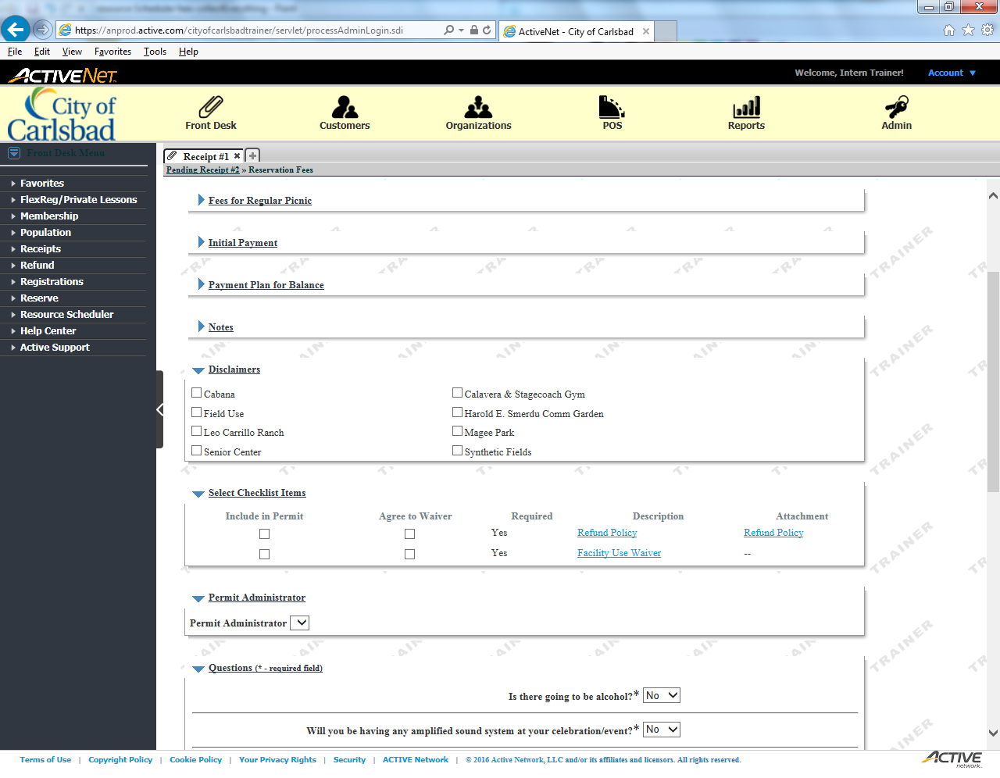 https://anprod.active.com/cityofcarlsbadtrainer/servlet/processAdminLogin.sdi
ActiveNet - City of Carlsbad
File Edit View Favorites Tools Help
ACTIVENET
Welcome, Intern Trainer! Account
City of
Carlsbad
Front Desk Customers Organizations POS Reports Admin
Front Desk Menu
Favorites
FlexReg/Private Lessons
Membership
Population
Receipts
Refund
Registrations
Reserve
Resource Scheduler
Help Center
Active Support
Receipt #1
Pending Receipt #2 » Reservation Fees
Fees for Regular Picnic
Initial Payment
Payment Plan for Balance
Notes
Disclaimers
Cabana Calavera & Stagecoach Gym
Field Use Harold E. Smerdu Comm Garden
Leo Carrillo Ranch Magee Park
Senior Center Synthetic Fields
Select Checklist Items
Include in Permit Agree to Waiver Required Description Attachment
Yes Refund Policy Refund Policy
Yes Facility Use Waiver --
Permit Administrator
Permit Administrator
Questions (* - required field)
Is there going to be alcohol?* No
Will you be having any amplified sound system at your celebration/event?* No
TRAINER
TRAINER
TRAINER
TRAINER
TRAINER
TRAINER
Terms of Use | Copyright Policy | Cookie Policy | Your Privacy Rights | Security | ACTIVE Network | © 2016 Active Network, LLC and/or its affiliates and licensors. All rights reserved.
ACTIVE
network